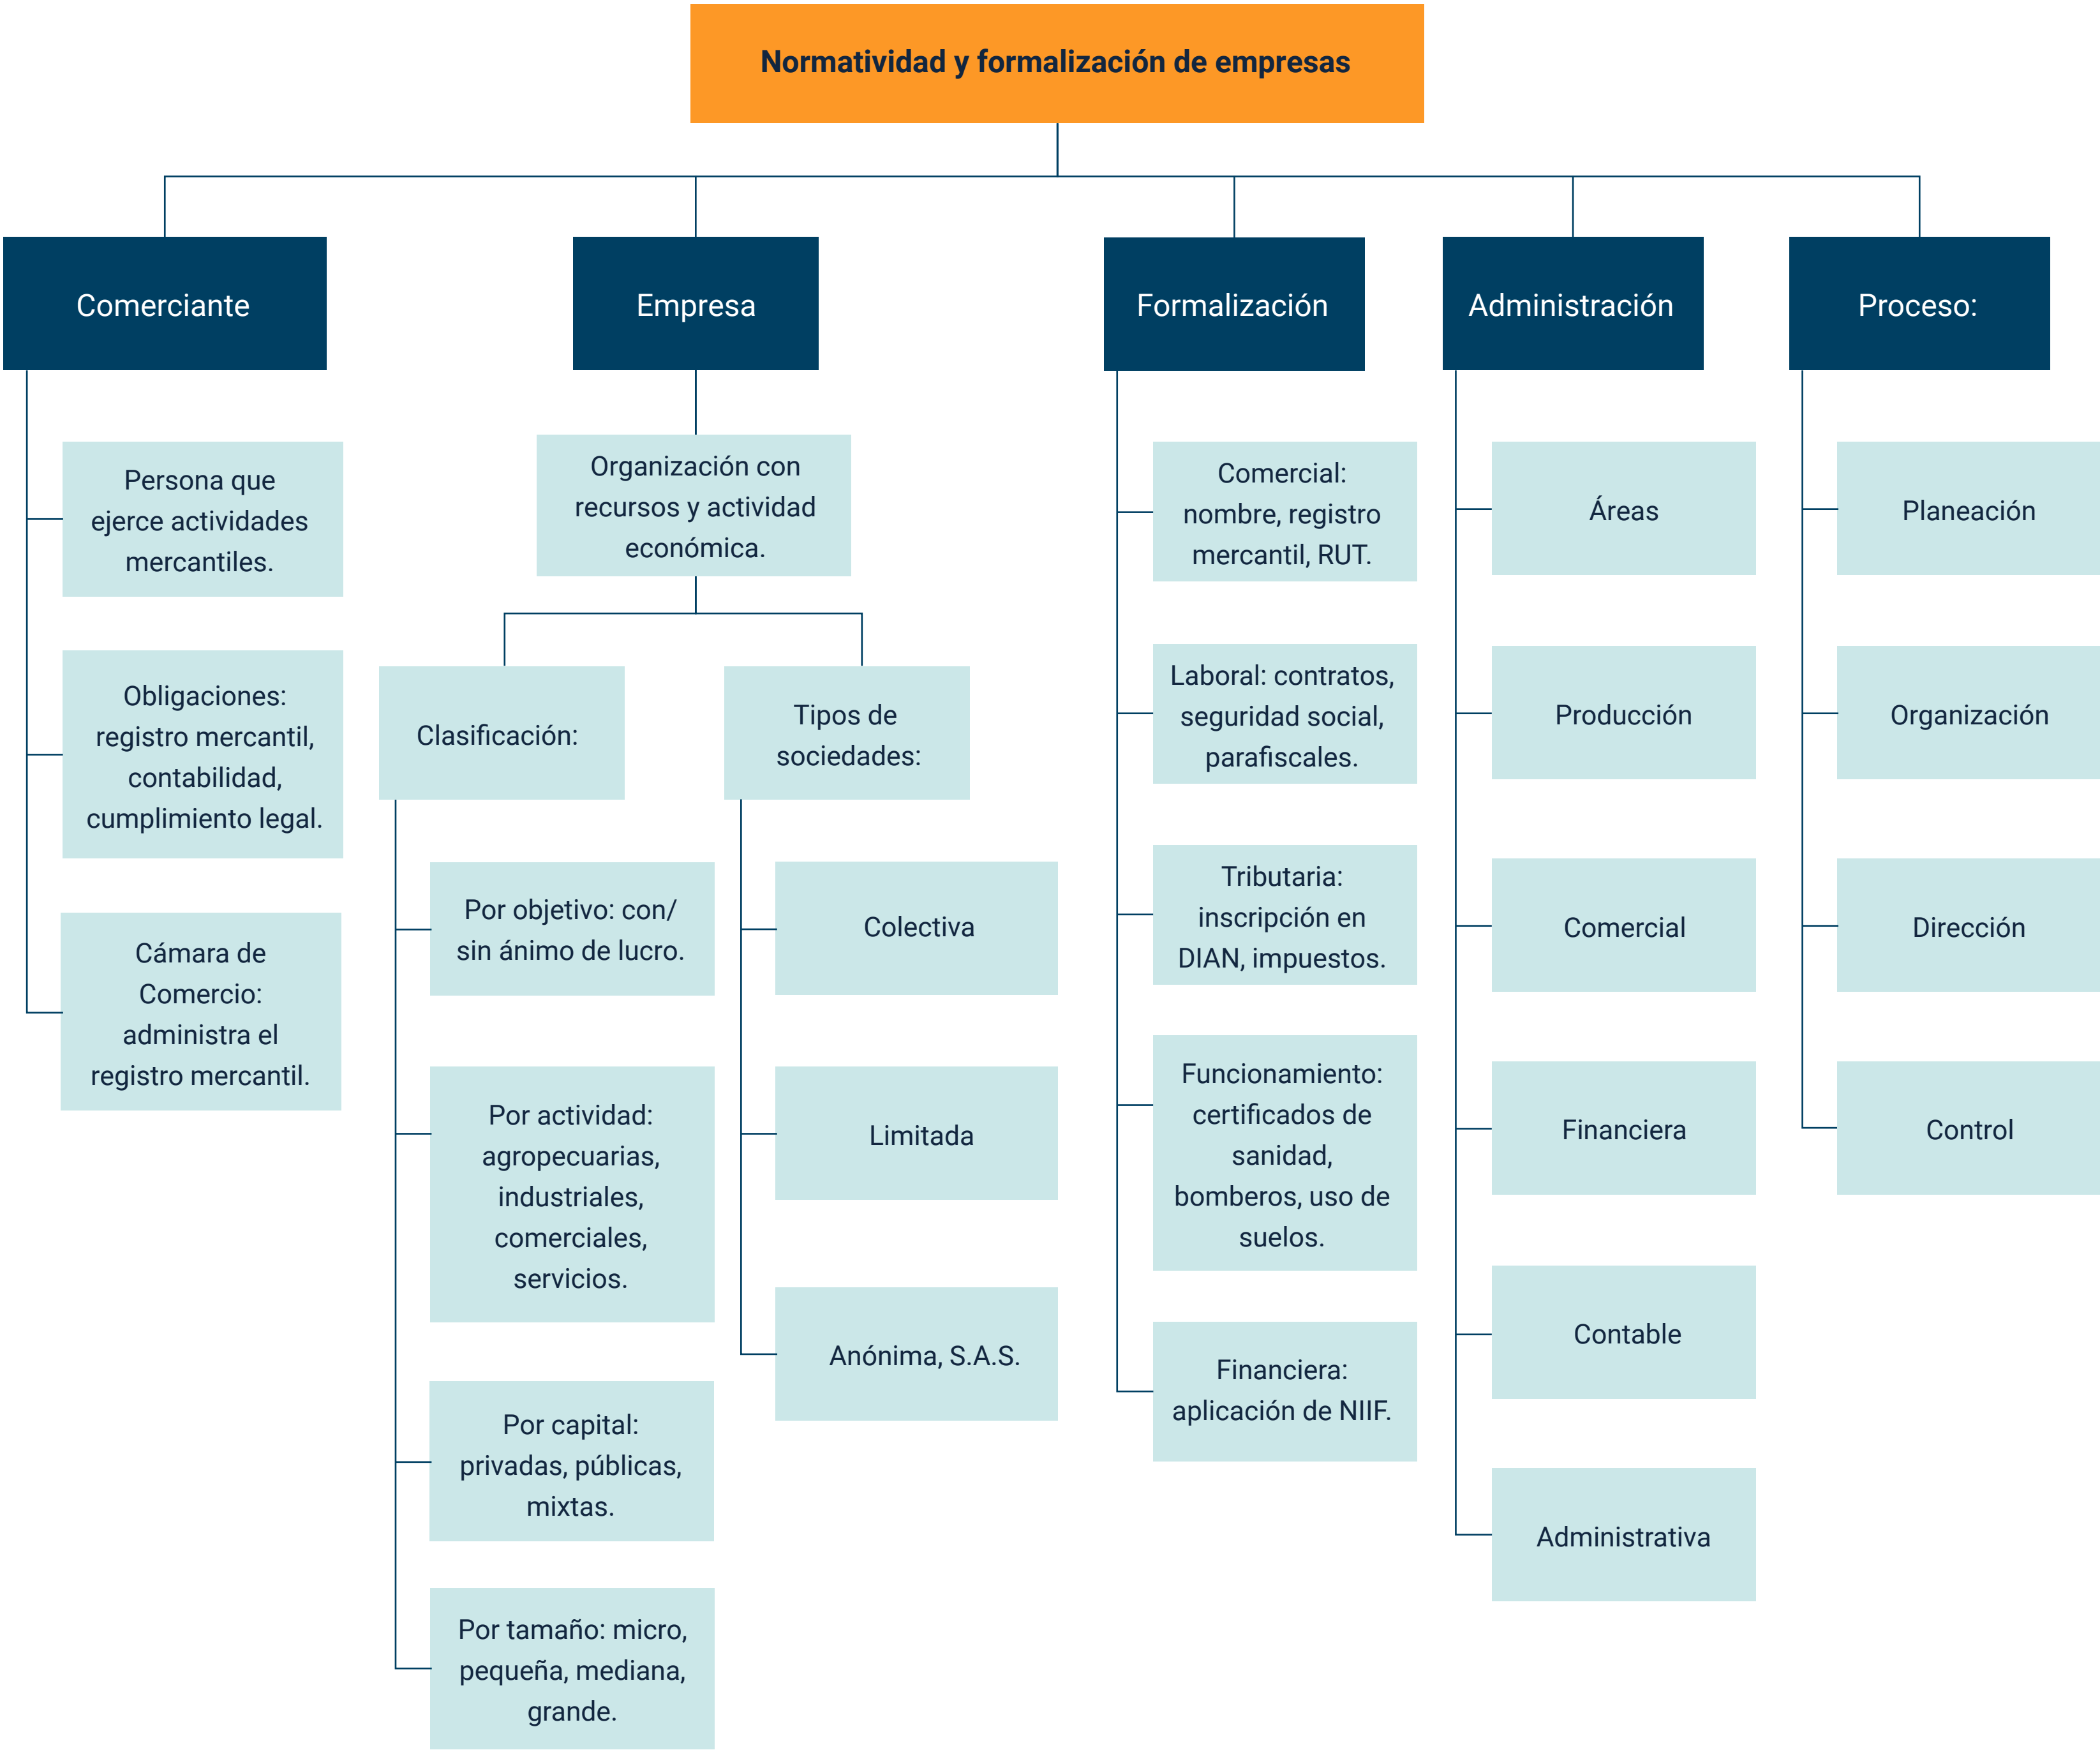 Normatividad y formalización de empresas
Comerciante
Persona que
ejerce actividades
mercantiles.
Obligaciones:
registro mercantil,
contabilidad,
cumplimiento legal.
Cámara de
Comercio:
administra el
registro mercantil.
Empresa
Organización con
recursos y actividad
económica.
Clasificación:
Por objetivo: con/
sin ánimo de lucro.
Por actividad:
agropecuarias,
industriales,
comerciales,
servicios.
Por capital:
privadas, públicas,
mixtas.
Por tamaño: micro,
pequeña, mediana,
grande.
Tipos de
sociedades:
Colectiva
Limitada
Anónima, S.A.S.
Formalización
Comercial:
nombre, registro
mercantil, RUT.
Laboral: contratos,
seguridad social,
parafiscales.
Tributaria:
inscripción en
DIAN, impuestos.
Funcionamiento:
certificados de
sanidad,
bomberos, uso de
suelos.
Financiera:
aplicación de NIIF.
Administración
Áreas
Producción
Comercial
Financiera
Contable
Administrativa
Proceso:
Planeación
Organización
Dirección
Control